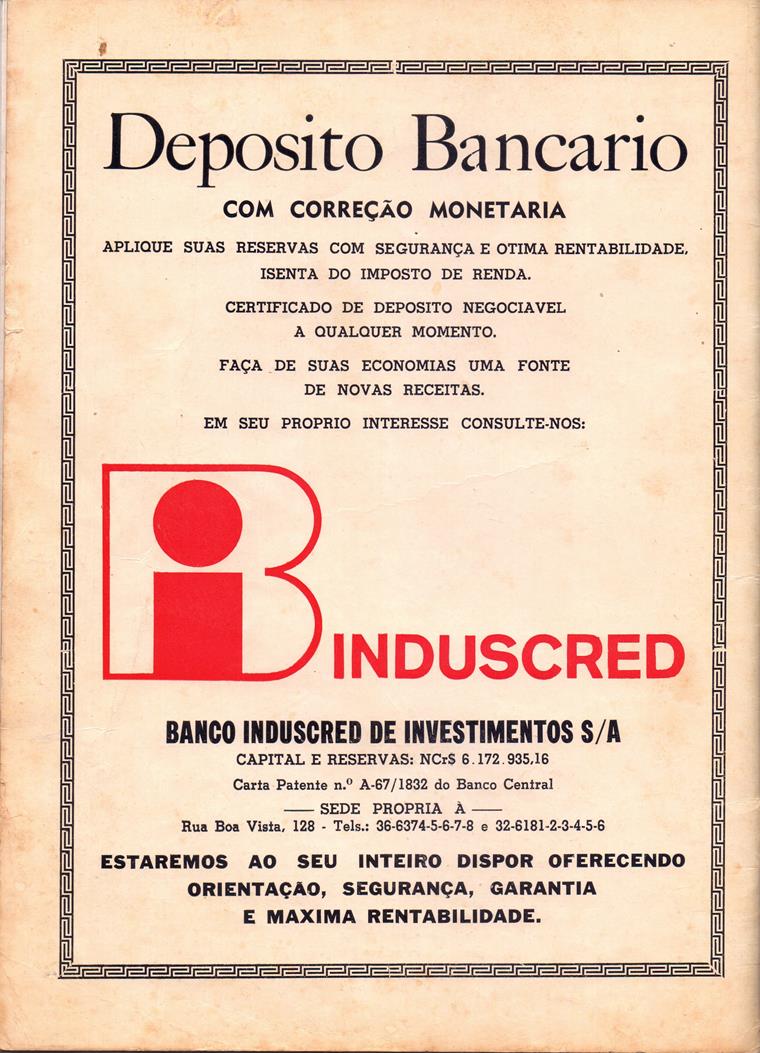 Deposito Bancario
COM CORREÇÃO MONETARIA
APLIQUE SUAS RESERVAS COM SEGURANÇA E OTIMA RENTABILIDADE,
ISENTA DO IMPOSTO DE RENDA.
CERTIFICADO DE DEPOSITO NEGOCIAVEL
A QUALQUER MOMENTO.
FAÇA DE SUAS ECONOMIAS UMA FONTE
DE NOVAS RECEITAS.
EM SEU PROPRIO INTERESSE CONSULTE-NOS:
iB INDUSCRED
BANCO INDUSCRED DE INVESTIMENTOS S/A
CAPITAL E RESERVAS: NCr$ 6.172.935,16
Carta Patente n.º A-67/1832 do Banco Central
— SEDE PROPRIA À —
Rua Boa Vista, 128 - Tels.: 36-6374-5-6-7-8 e 32-6181-2-3-4-5-6
ESTAREMOS AO SEU INTEIRO DISPOR OFERECENDO
ORIENTAÇÃO, SEGURANÇA, GARANTIA
E MAXIMA RENTABILIDADE.